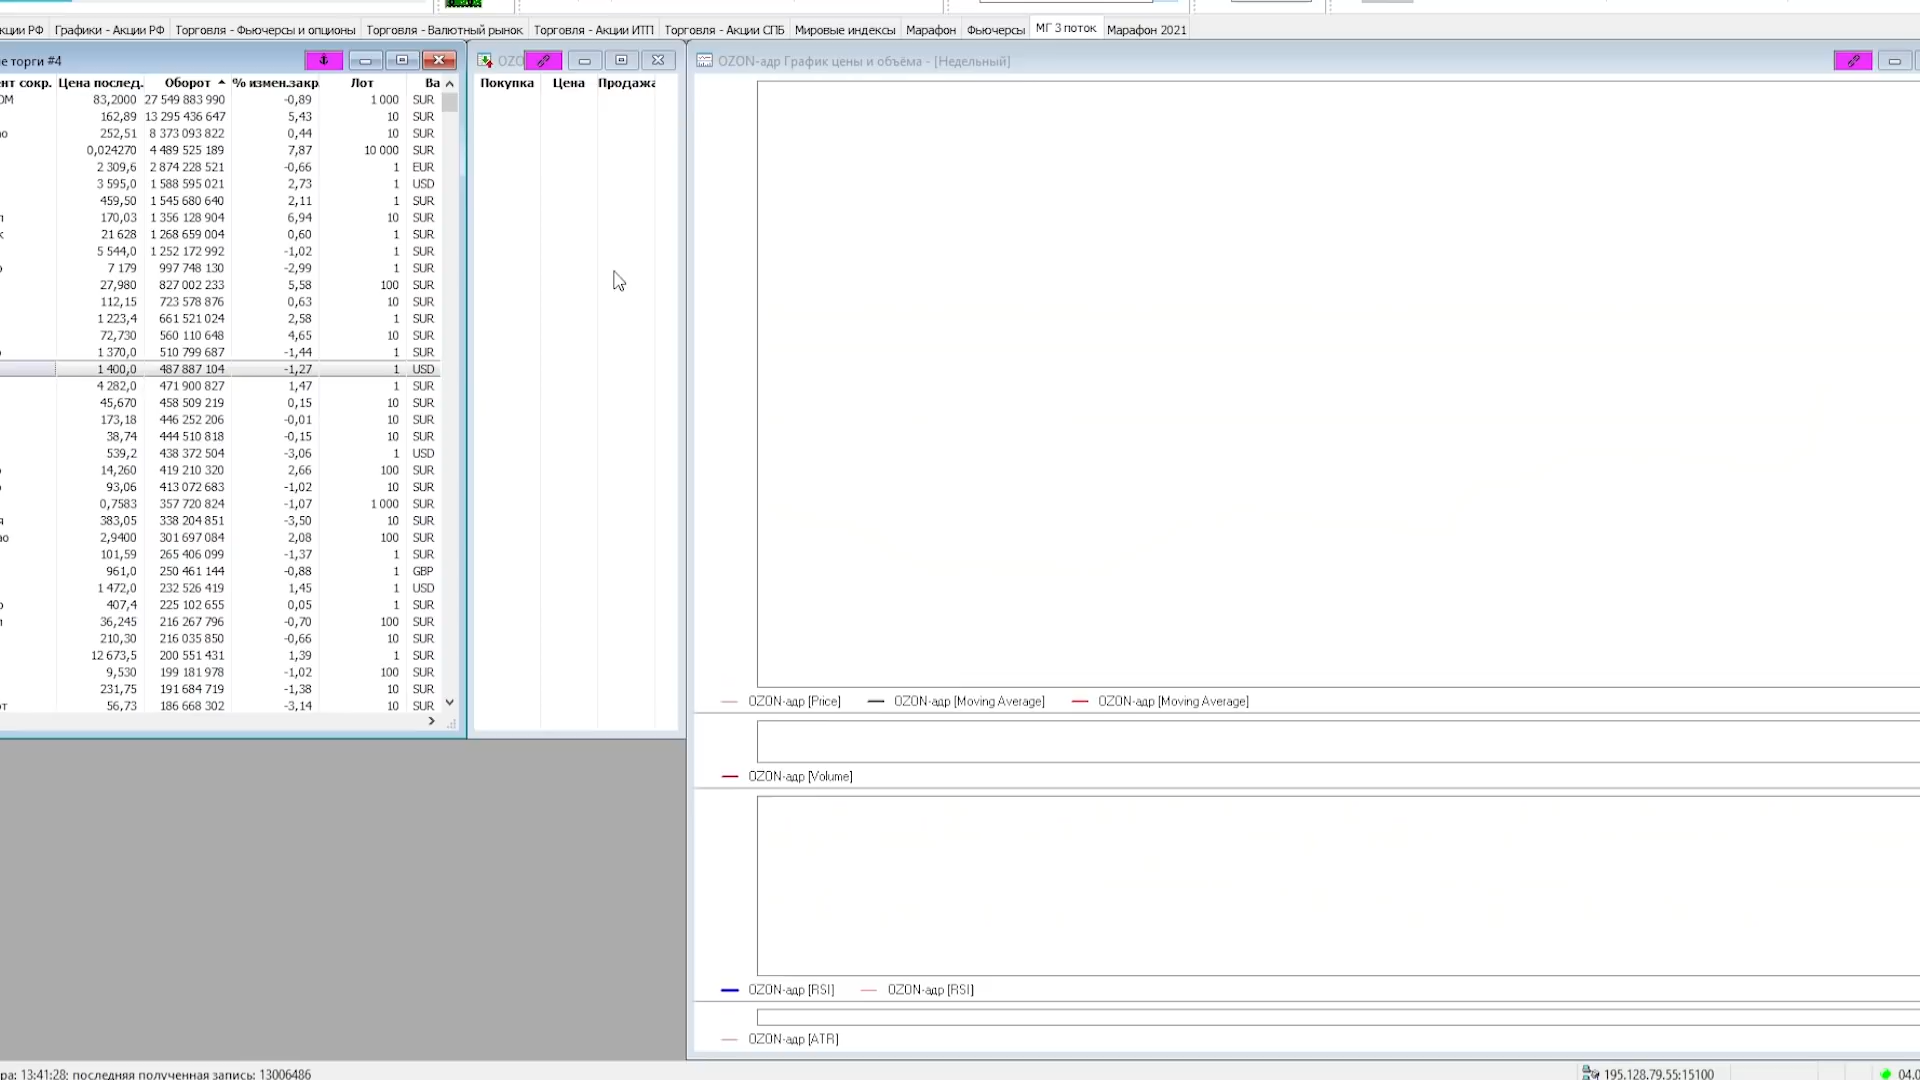 кции РФ Графики - Акции РФ Торговля - Фьючерсы и опционы Торговля - Валютный рынок Торговля - Акции ИТП Торговля - Акции СПБ Мировые индексы Марафон Фьючерсы МГ 3 поток Марафон 2021
е торги #4
нт сокр. Цена послед. Оборот % измен.закр Лот Ва
ОМ 83,2000 27 549 883 990 -0,89 1 000 SUR
162,89 13 295 436 647 5,43 10 SUR
ю 252,51 8 373 093 822 0,44 10 SUR
0,024270 4 489 525 189 7,87 10 000 SUR
2 309,6 2 874 228 521 -0,66 1 EUR
3 595,0 1 588 595 021 2,73 1 USD
459,50 1 545 680 640 2,11 1 SUR
л 170,03 1 356 128 904 6,94 10 SUR
к 21 628 1 268 659 004 0,60 1 SUR
5 544,0 1 252 172 992 -1,02 1 SUR
7 179 997 748 130 -2,99 1 SUR
27,980 827 002 233 5,58 100 SUR
112,15 723 578 876 0,63 10 SUR
1 223,4 661 521 024 2,58 1 SUR
72,730 560 110 648 4,65 10 SUR
1 370,0 510 799 687 -1,44 1 SUR
1 400,0 487 887 104 -1,27 1 USD
4 282,0 471 900 827 1,47 1 SUR
45,670 458 509 219 0,15 10 SUR
173,18 446 252 206 -0,01 10 SUR
38,74 444 510 818 -0,15 10 SUR
539,2 438 372 504 -3,06 1 USD
14,260 419 210 320 2,66 100 SUR
93,06 413 072 683 -1,02 10 SUR
0,7583 357 720 824 -1,07 1 000 SUR
я 383,05 338 204 851 -3,50 10 SUR
ао 2,9400 301 697 084 2,08 100 SUR
101,59 265 406 099 -1,37 1 SUR
961,0 250 461 144 -0,88 1 GBP
1 472,0 232 526 419 1,45 1 USD
407,4 225 102 655 0,05 1 SUR
36,245 216 267 796 -0,70 100 SUR
210,30 216 035 850 -0,66 10 SUR
12 673,5 200 551 431 1,39 1 SUR
9,530 199 181 978 -1,02 100 SUR
231,75 191 684 719 -1,38 10 SUR
от 56,73 186 668 302 -3,14 10 SUR
OZO
Покупка Цена Продажа
OZON-адр График цены и объёма - [Недельный]
OZON-адр [Price] OZON-адр [Moving Average] OZON-адр [Moving Average]
OZON-адр [Volume]
OZON-адр [RSI] OZON-адр [RSI]
OZON-адр [ATR]
ра: 13:41:28; последняя полученная запись: 13006486
195.128.79.55:15100
04.0